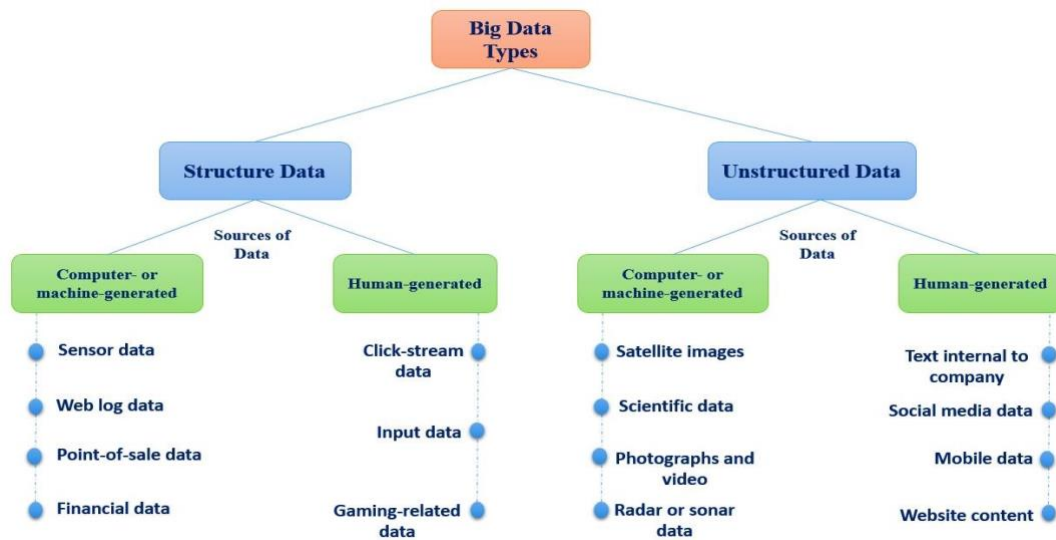 Big Data
Types
Structure Data
Unstructured Data
Sources of
Data
Sources of
Data
Computer- or
machine-generated
Human-generated
Computer- or
machine-generated
Human-generated
Sensor data
Web log data
Point-of-sale data
Financial data
Click-stream
data
Input data
Gaming-related
data
Satellite images
Scientific data
Photographs and
video
Radar or sonar
data
Text internal to
company
Social media data
Mobile data
Website content